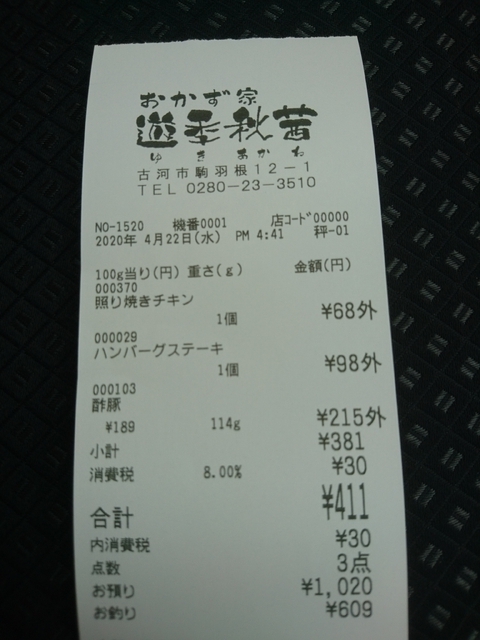 おかず家
遊季秋茜
ゆ き あかね
古河市駒羽根12-1
TEL 0280-23-3510
NO-1520 機番0001 店コード00000
2020年 4月22日(水) PM 4:41 秤-01
100g当り(円) 重さ(g) 金額(円)
000370
照り焼きチキン
1個 ¥68外
000029
ハンバーグステーキ
1個 ¥98外
000103
酢豚
¥189 114g ¥215外
小計 ¥381
消費税 8.00% ¥30
合計 ¥411
内消費税 ¥30
点数 3点
お預り ¥1,020
お釣り ¥609